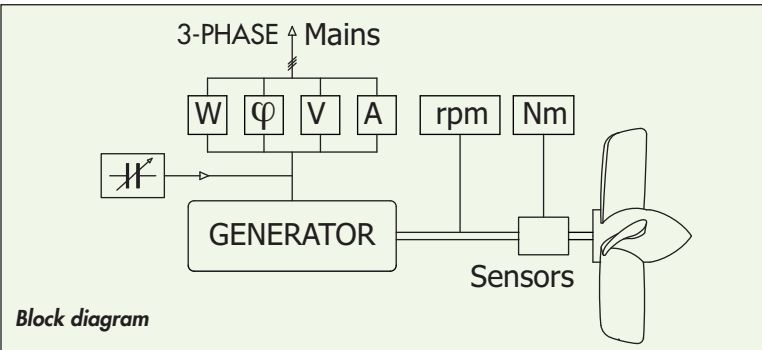 3-PHASE Mains
W φ V A rpm Nm
GENERATOR
Sensors
Block diagram